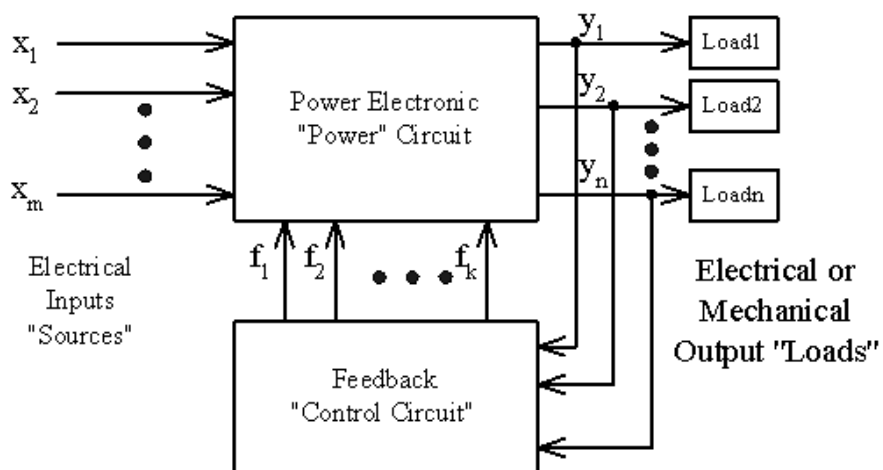 x1
x2
xm
Electrical
Inputs
"Sources"
Power Electronic
"Power" Circuit
y1
y2
yn
Load1
Load2
Loadn
f1
f2
fk
Feedback
"Control Circuit"
Electrical or
Mechanical
Output "Loads"